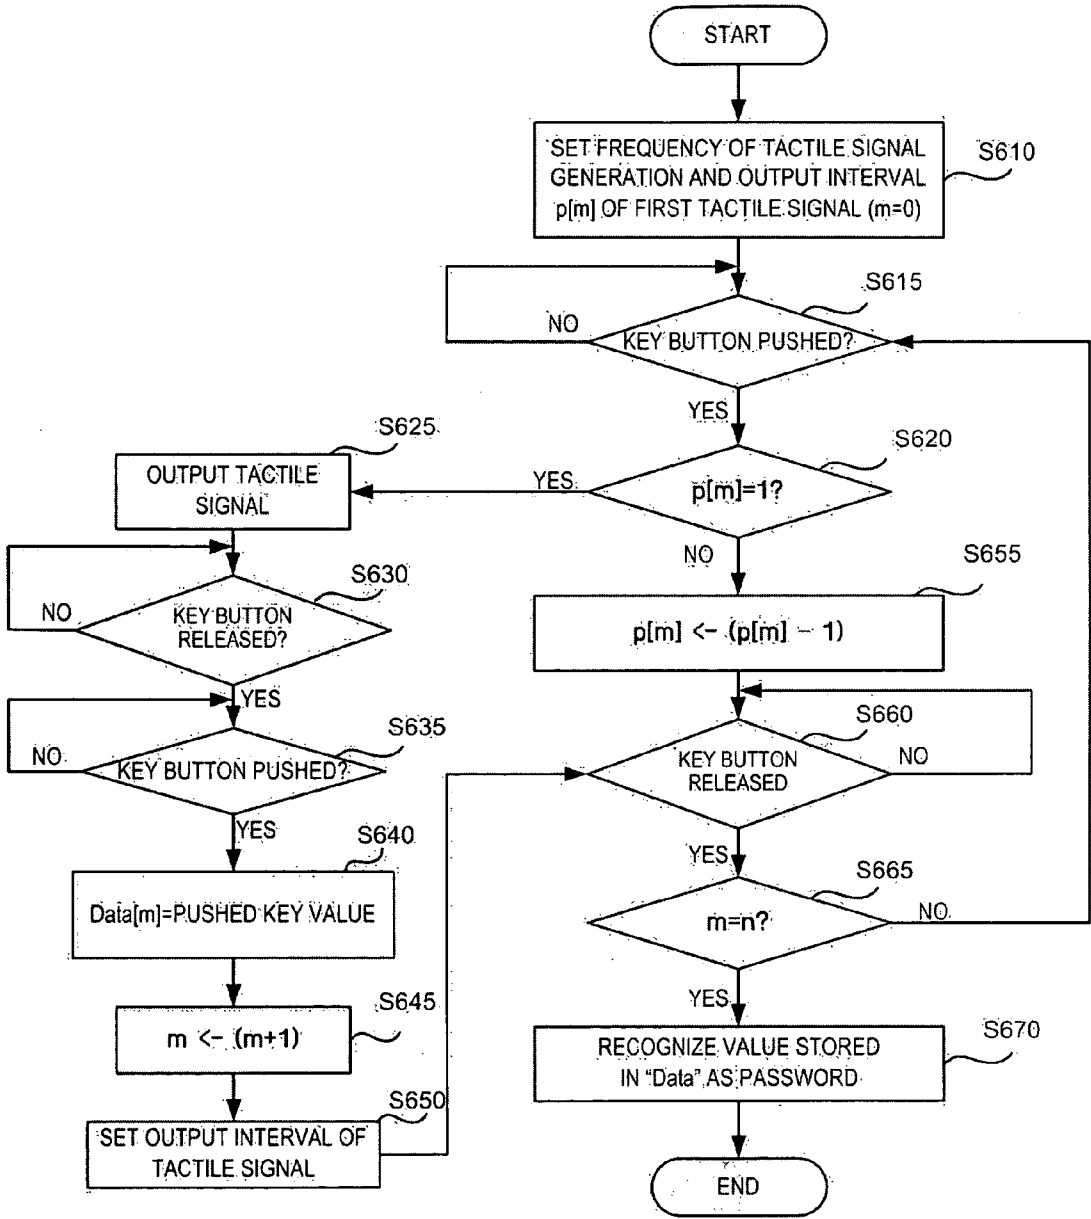 START
SET FREQUENCY OF TACTILE SIGNAL
GENERATION AND OUTPUT INTERVAL
p[m] OF FIRST TACTILE SIGNAL (m=0)
S610
S615
NO
KEY BUTTON PUSHED?
YES
S620
YES
p[m]=1?
NO
S625
OUTPUT TACTILE
SIGNAL
S630
NO
KEY BUTTON
RELEASED?
YES
S635
NO
KEY BUTTON PUSHED?
YES
S640
Data[m]=PUSHED KEY VALUE
S645
m <- (m+1)
S650
SET OUTPUT INTERVAL OF
TACTILE SIGNAL
S655
p[m] <- (p[m] - 1)
S660
KEY BUTTON
RELEASED
NO
YES
S665
m=n?
NO
YES
S670
RECOGNIZE VALUE STORED
IN "Data" AS PASSWORD
END